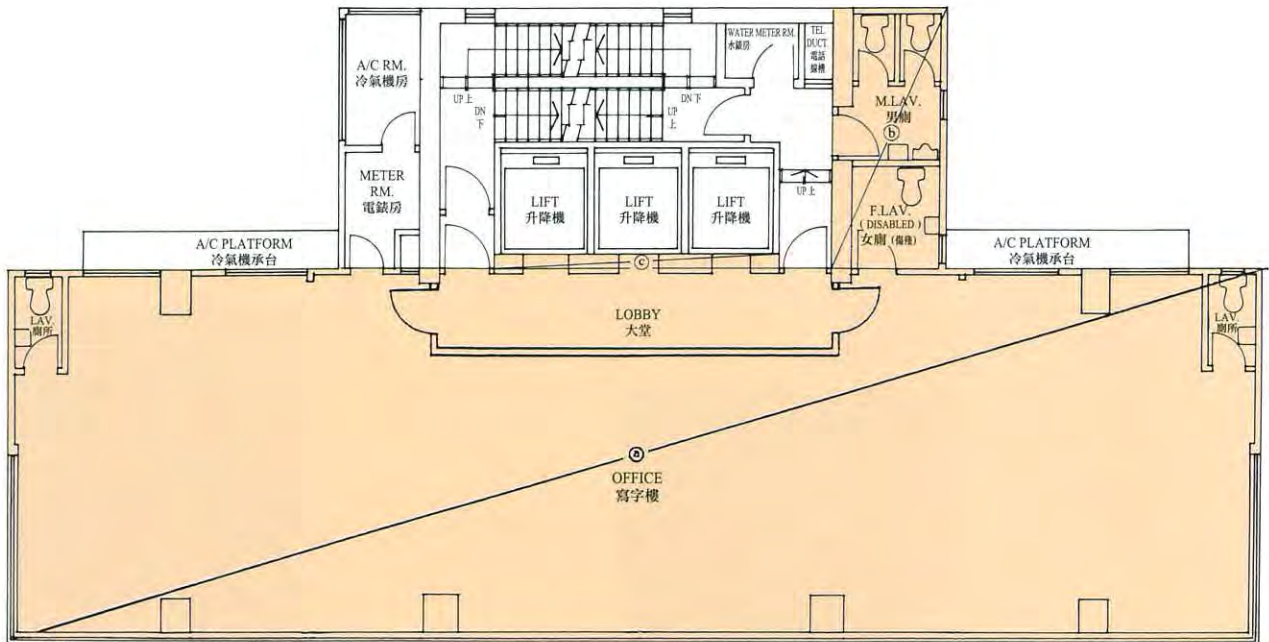 WATER METER RM.
水錶房
TEL
DUCT.
電話
線槽
A/C RM.
冷氣機房
UP 上
DN
下
DN 下
UP
上
M.LAV.
男廁
ⓑ
METER
RM.
電錶房
LIFT
升降機
LIFT
升降機
LIFT
升降機
UP 上
F.LAV.
( DISABLED )
女廁 (傷殘)
A/C PLATFORM
冷氣機承台
A/C PLATFORM
冷氣機承台
ⓒ
LAV.
廁所
LOBBY
大堂
LAV.
廁所
ⓐ
OFFICE
寫字樓